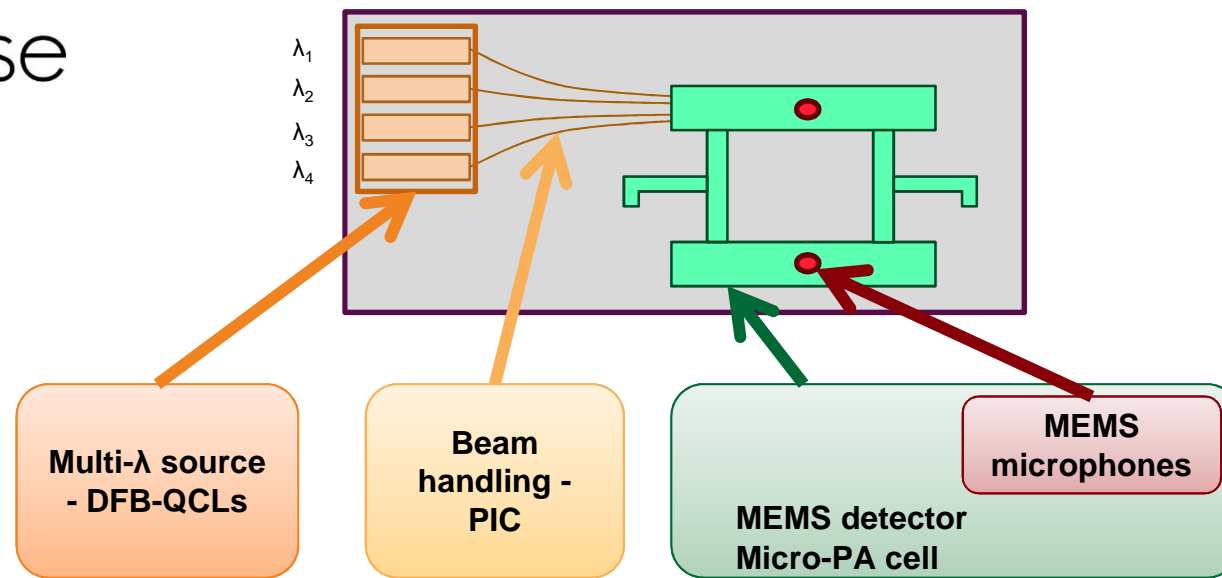 se
λ1
λ2
λ3
λ4
Multi-λ source
- DFB-QCLs
Beam
handling -
PIC
MEMS
microphones
MEMS detector
Micro-PA cell